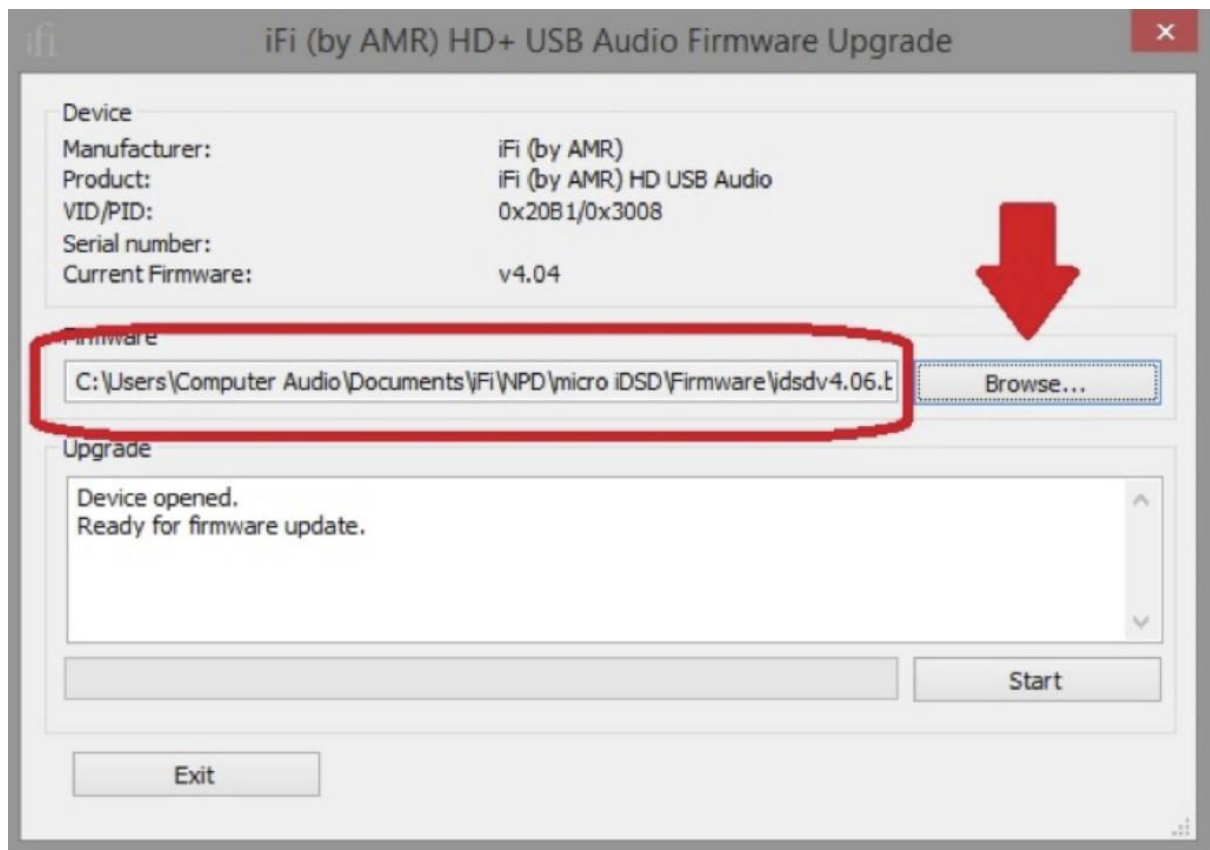 ifi
iFi (by AMR) HD+ USB Audio Firmware Upgrade
Device
Manufacturer: iFi (by AMR)
Product: iFi (by AMR) HD USB Audio
VID/PID: 0x20B1/0x3008
Serial number:
Current Firmware: v4.04
Firmware
C:\Users\Computer Audio\Documents\iFi\NPD\micro iDSD\Firmware\idsdv4.06.b
Browse...
Upgrade
Device opened.
Ready for firmware update.
Start
Exit